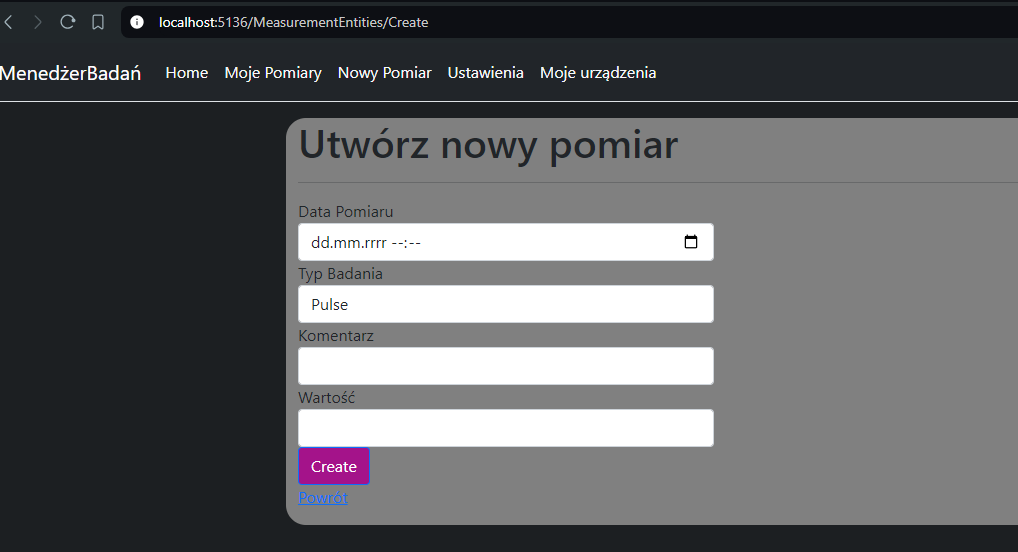 localhost:5136/MeasurementEntities/Create
MenedżerBadań Home Moje Pomiary Nowy Pomiar Ustawienia Moje urządzenia
Utwórz nowy pomiar
Data Pomiaru
dd.mm.rrrr --:--
Typ Badania
Pulse
Komentarz
Wartość
Create
Powrót